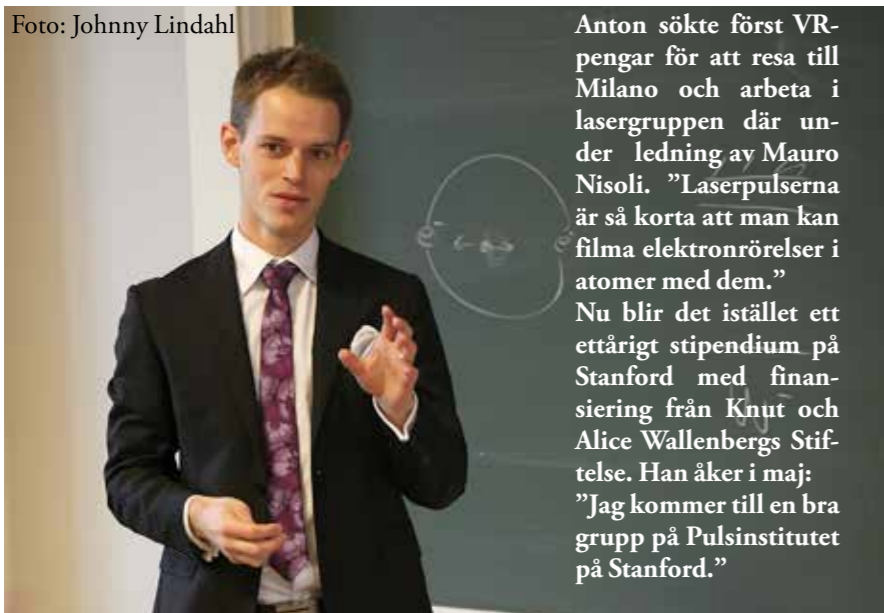 Foto: Johnny Lindahl
Anton sökte först VR-
pengar för att resa till
Milano och arbeta i
lasergruppen där un-
der ledning av Mauro
Nisoli. ”Laserpulserna
är så korta att man kan
filma elektronrörelser i
atomer med dem.”
Nu blir det istället ett
ettårigt stipendium på
Stanford med finan-
siering från Knut och
Alice Wallenbergs Stif-
telse. Han åker i maj:
”Jag kommer till en bra
grupp på Pulsinstitutet
på Stanford.”
e⁻